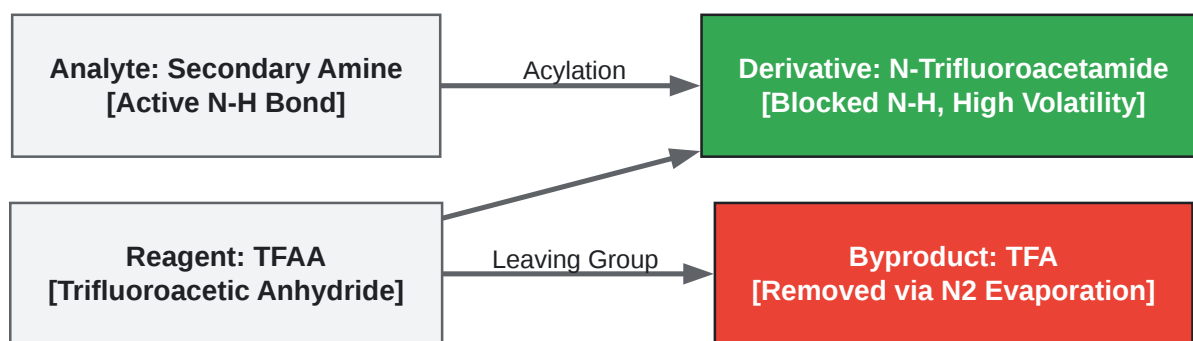 Analyte: Secondary Amine
[Active N-H Bond]
Acylation
Derivative: N-Trifluoroacetamide
[Blocked N-H, High Volatility]
Reagent: TFAA
[Trifluoroacetic Anhydride]
Leaving Group
Byproduct: TFA
[Removed via N2 Evaporation]